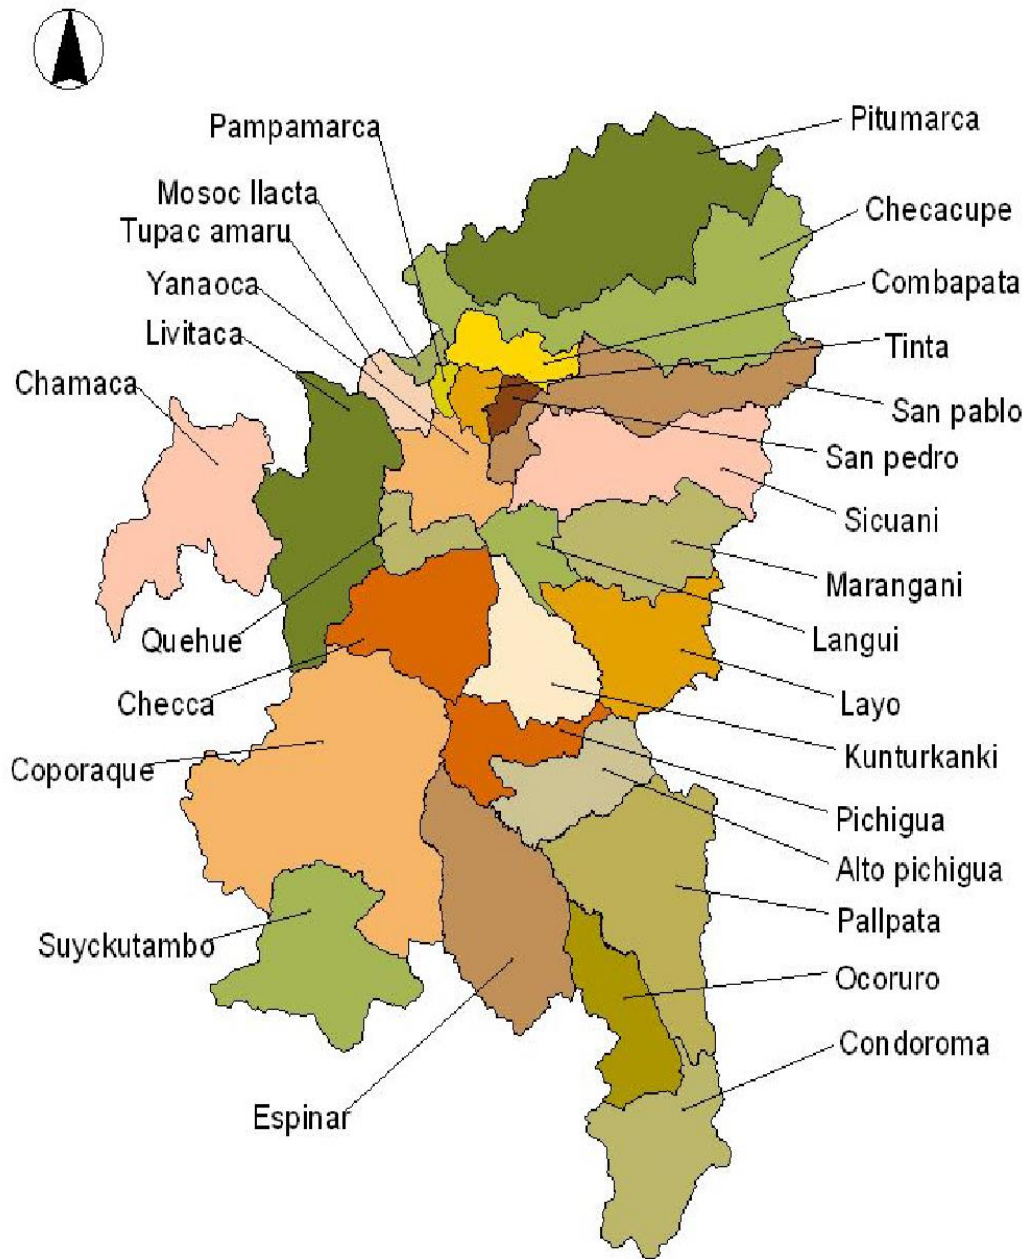 Pampamarca
Pitumarca
Mosoc llacta
Checacupe
Tupac amaru
Yanaoca
Combapata
Livitaca
Tinta
Chamaca
San pablo
San pedro
Sicuani
Marangani
Quehue
Langui
Checca
Layo
Kunturkanki
Coporaque
Pichigua
Alto pichigua
Pallpata
Suyckutambo
Ocoruro
Condoroma
Espinar